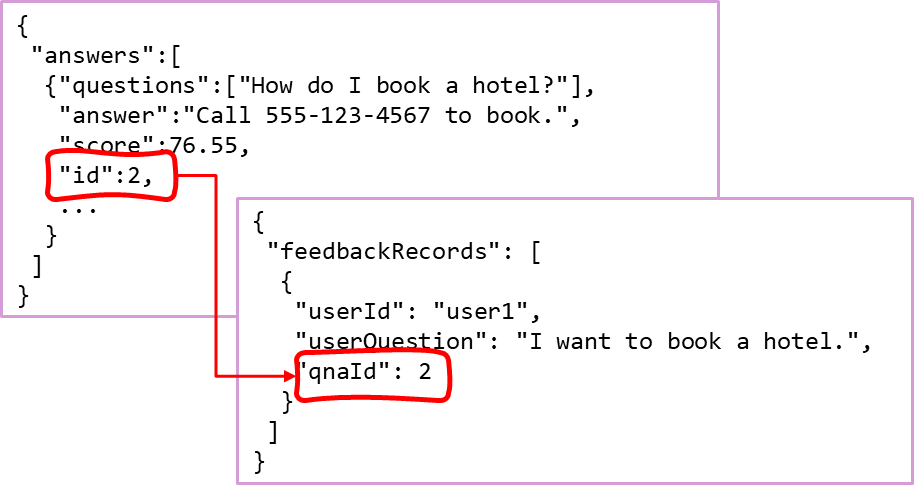 {
"answers":[
{"questions":["How do I book a hotel?"],
"answer":"Call 555-123-4567 to book.",
"score":76.55,
"id":2,
...
}
]
}
{
"feedbackRecords": [
{
"userId": "user1",
"userQuestion": "I want to book a hotel.",
"qnaId": 2
}
]
}